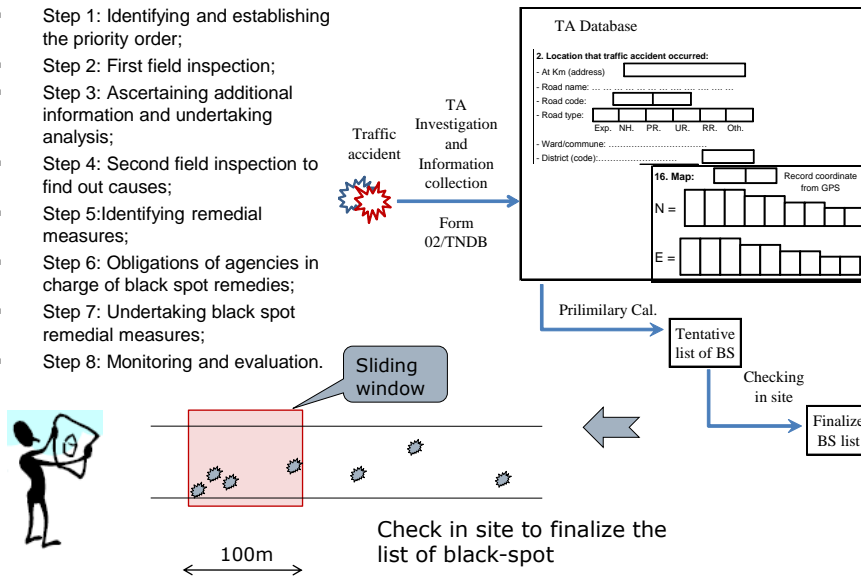 Step 1: Identifying and establishing
the priority order;
Step 2: First field inspection;
Step 3: Ascertaining additional
information and undertaking
analysis;
Step 4: Second field inspection to
find out causes;
Step 5:Identifying remedial
measures;
Step 6: Obligations of agencies in
charge of black spot remedies;
Step 7: Undertaking black spot
remedial measures;
Step 8: Monitoring and evaluation.
Traffic
accident
TA
Investigation
and
Information
collection
Form
02/TNDB
TA Database
2. Location that traffic accident occurred:
- At Km (address)
- Road name: … … … … … … …. …. … … …
- Road code:
- Road type:
Exp. NH. PR. UR. RR. Oth.
- Ward/commune: ………………………………
- District (code):…………………………
16. Map:
Record coordinate
from GPS
N =
E =
Prilimilary Cal.
Tentative
list of BS
Checking
in site
Finalize
BS list
Sliding
window
100m
Check in site to finalize the
list of black-spot